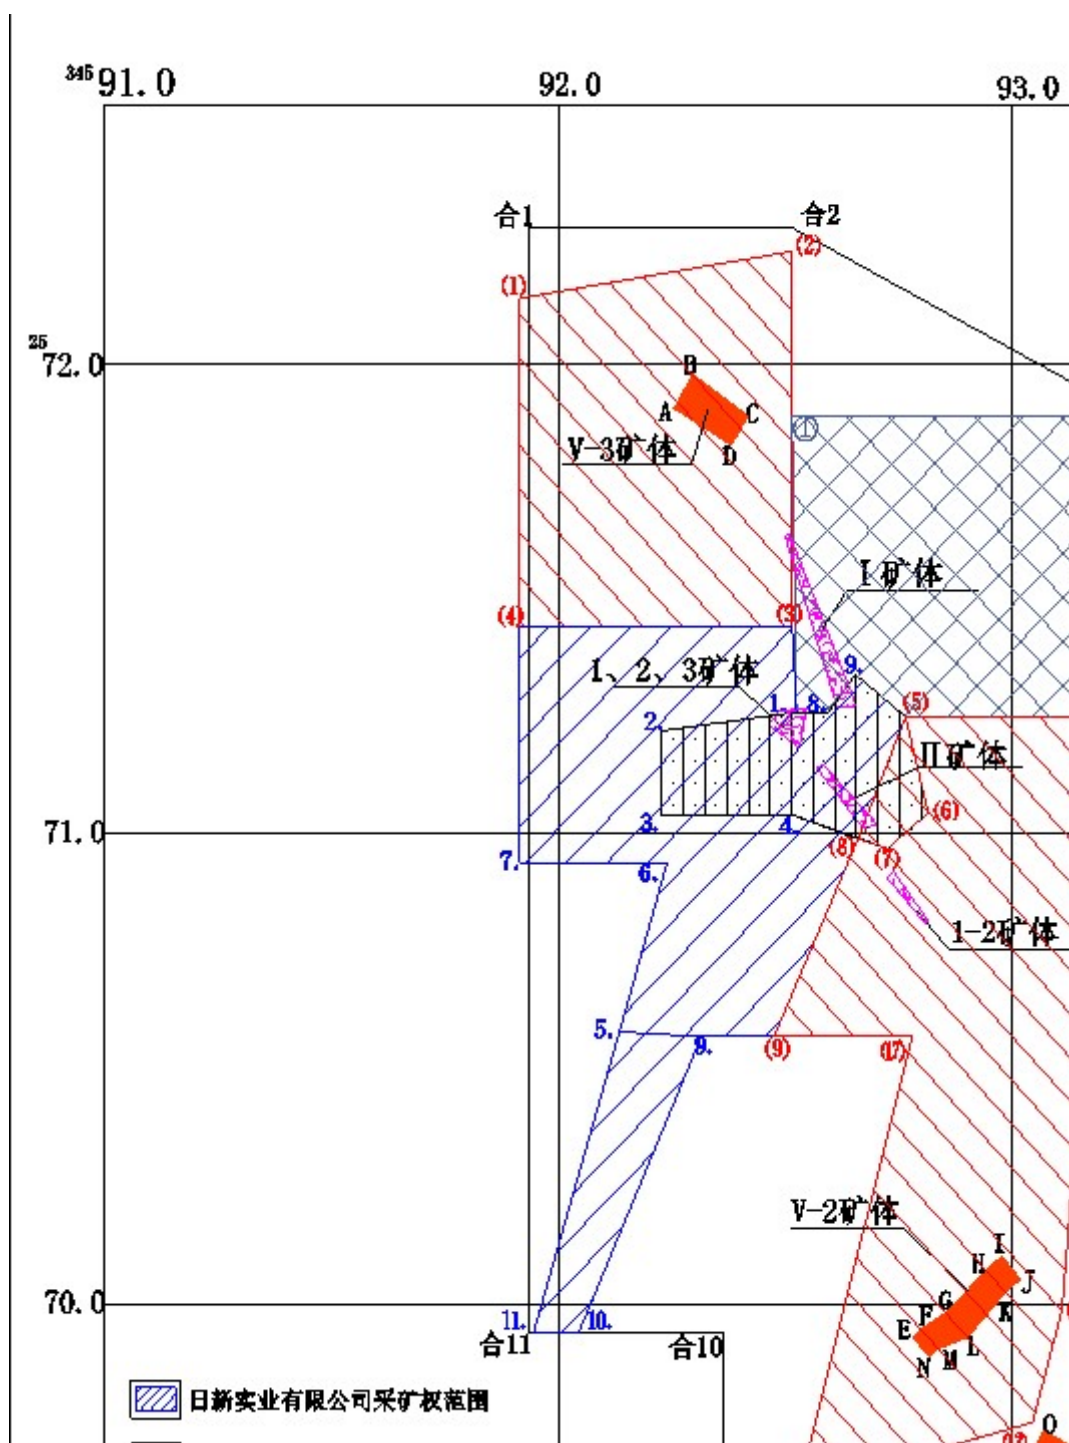 345 91.0 92.0 93.0
合1 合2
(2)
(1)
25 72.0
B
A C
①
V-3矿体
D
I矿体
(4) (3)
1、2、3矿体 9.
1. 8. (5)
2.
II矿体
3. 4. (6)
71.0
(8) (7)
7. 6.
1-2矿体
5. 9. (9) (17)
V-2矿体
I
H J
G K
70.0
11. 10. E F L
合11 合10 N M
日新实业有限公司采矿权范围
O